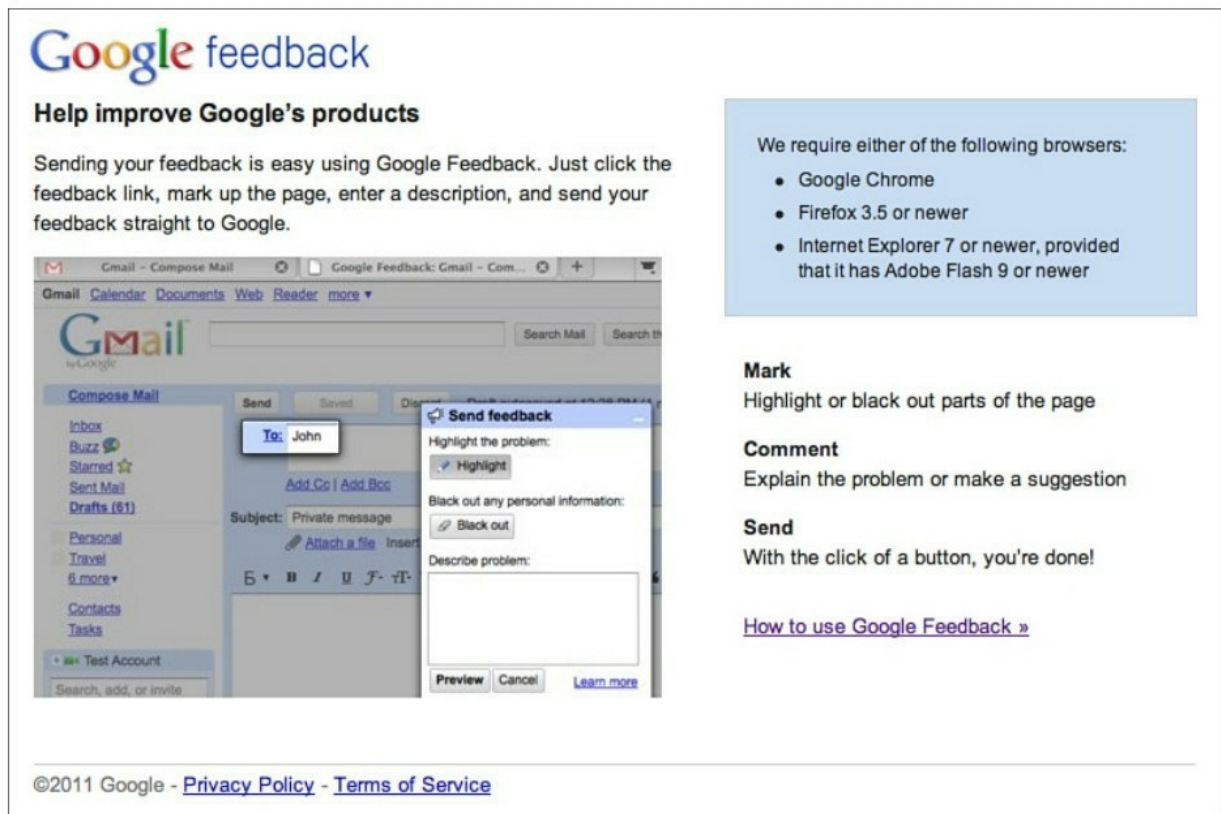 Google feedback
Help improve Google's products
Sending your feedback is easy using Google Feedback. Just click the
feedback link, mark up the page, enter a description, and send your
feedback straight to Google.
Gmail – Compose Mail
Google Feedback: Gmail – Com...
Gmail Calendar Documents Web Reader more ▾
Gmail
by Google
Search Mail
Search th
Compose Mail
Inbox
Buzz
Starred
Sent Mail
Drafts (61)
Personal
Travel
6 more ▾
Contacts
Tasks
Test Account
Search, add, or invite
Send
Saved
To: John
Add Cc | Add Bcc
Subject: Private message
Attach a file Insert
B I U
Send feedback
Highlight the problem:
Highlight
Black out any personal information:
Black out
Describe problem:
Preview Cancel Learn more
We require either of the following browsers:
• Google Chrome
• Firefox 3.5 or newer
• Internet Explorer 7 or newer, provided
that it has Adobe Flash 9 or newer
Mark
Highlight or black out parts of the page
Comment
Explain the problem or make a suggestion
Send
With the click of a button, you're done!
How to use Google Feedback »
©2011 Google - Privacy Policy - Terms of Service